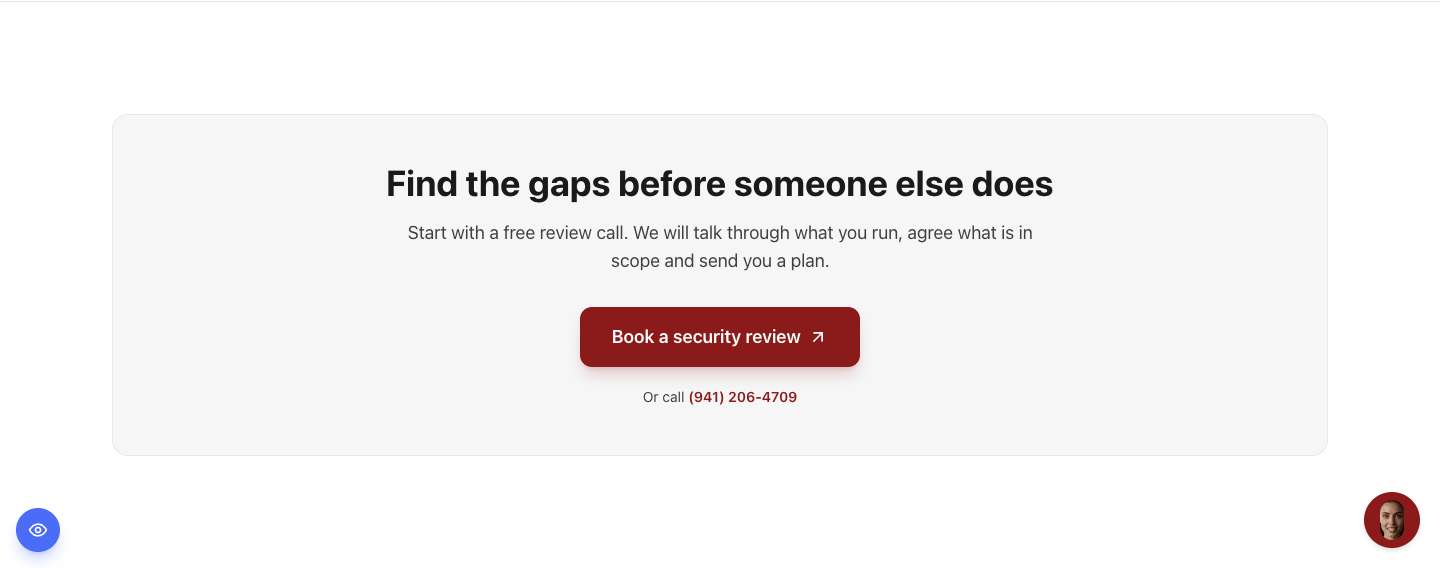 Find the gaps before someone else does
Start with a free review call. We will talk through what you run, agree what is in
scope and send you a plan.
Book a security review
Or call (941) 206-4709